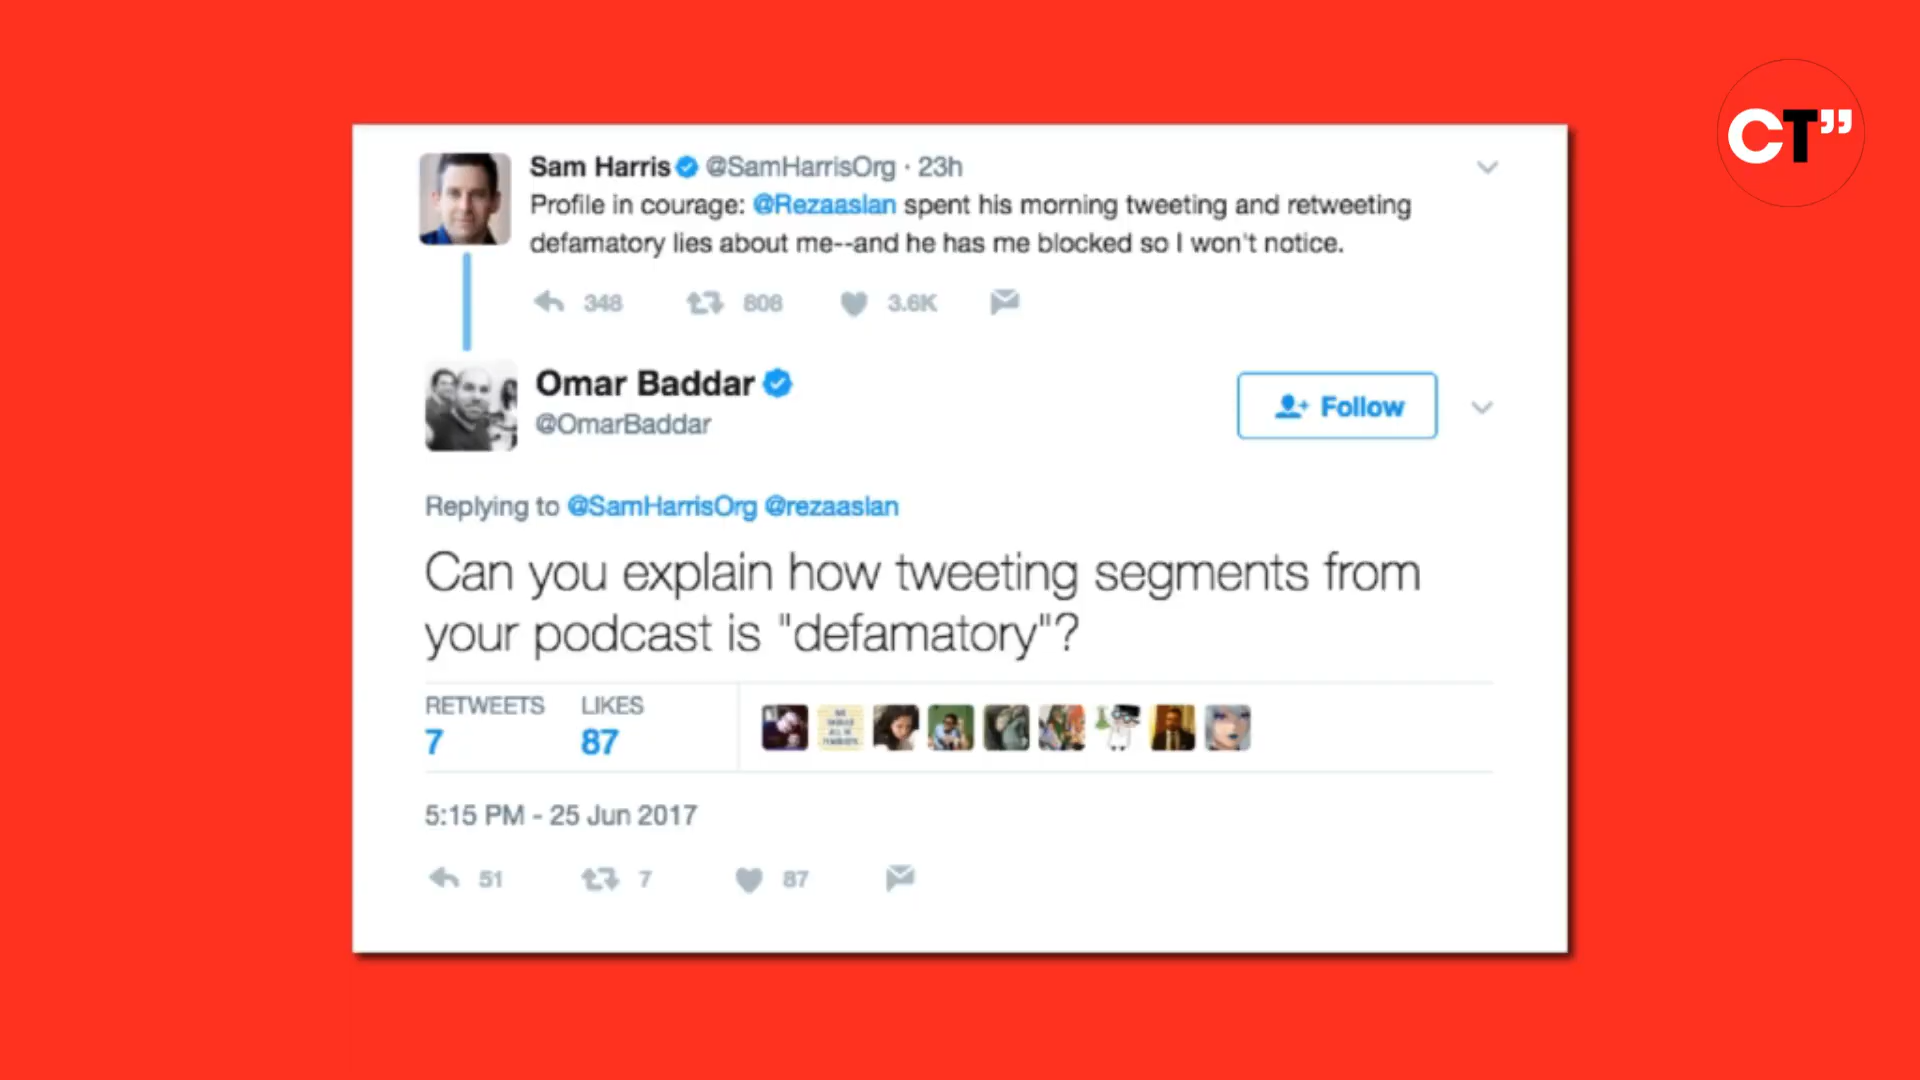 CT”
Sam Harris @SamHarrisOrg · 23h
Profile in courage: @Rezaaslan spent his morning tweeting and retweeting
defamatory lies about me--and he has me blocked so I won't notice.
348 806 3.6K
Omar Baddar
@OmarBaddar
Follow
Replying to @SamHarrisOrg @rezaaslan
Can you explain how tweeting segments from
your podcast is "defamatory"?
RETWEETS LIKES
7 87
5:15 PM - 25 Jun 2017
51 7 87